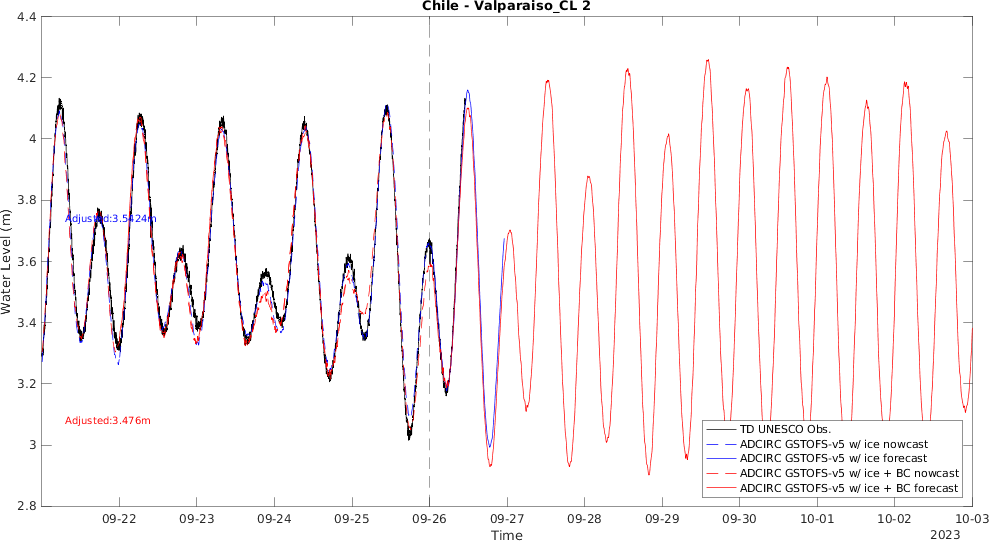 Chile - Valparaiso_CL 2
4.4
4.2
4
3.8
3.6
3.4
3.2
3
2.8
Water Level (m)
Adjusted:3.5424m
Adjusted:3.476m
TD UNESCO Obs.
ADCIRC GSTOFS-v5 w/ ice nowcast
ADCIRC GSTOFS-v5 w/ ice forecast
ADCIRC GSTOFS-v5 w/ ice + BC nowcast
ADCIRC GSTOFS-v5 w/ ice + BC forecast
09-22 09-23 09-24 09-25 09-26 09-27 09-28 09-29 09-30 10-01 10-02 10-03
Time
2023